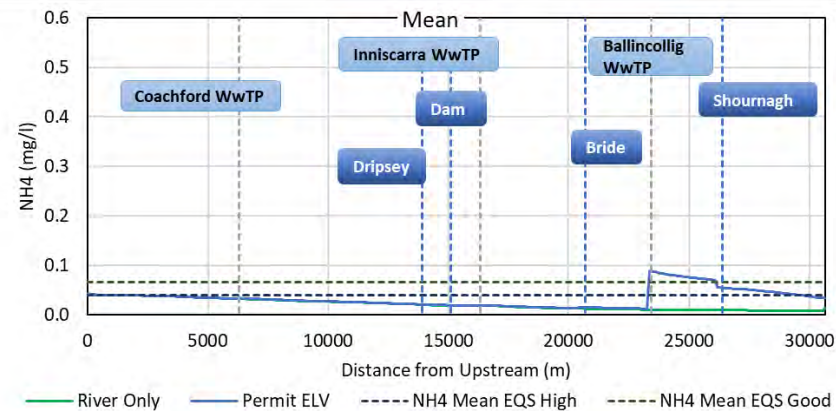 Mean
0.6
0.5
0.4
0.3
0.2
0.1
0.0
NH4 (mg/l)
Coachford WwTP
Inniscarra WwTP
Ballincollig
WwTP
Dam
Shournagh
Dripsey
Bride
0 5000 10000 15000 20000 25000 30000
Distance from Upstream (m)
River Only Permit ELV NH4 Mean EQS High NH4 Mean EQS Good